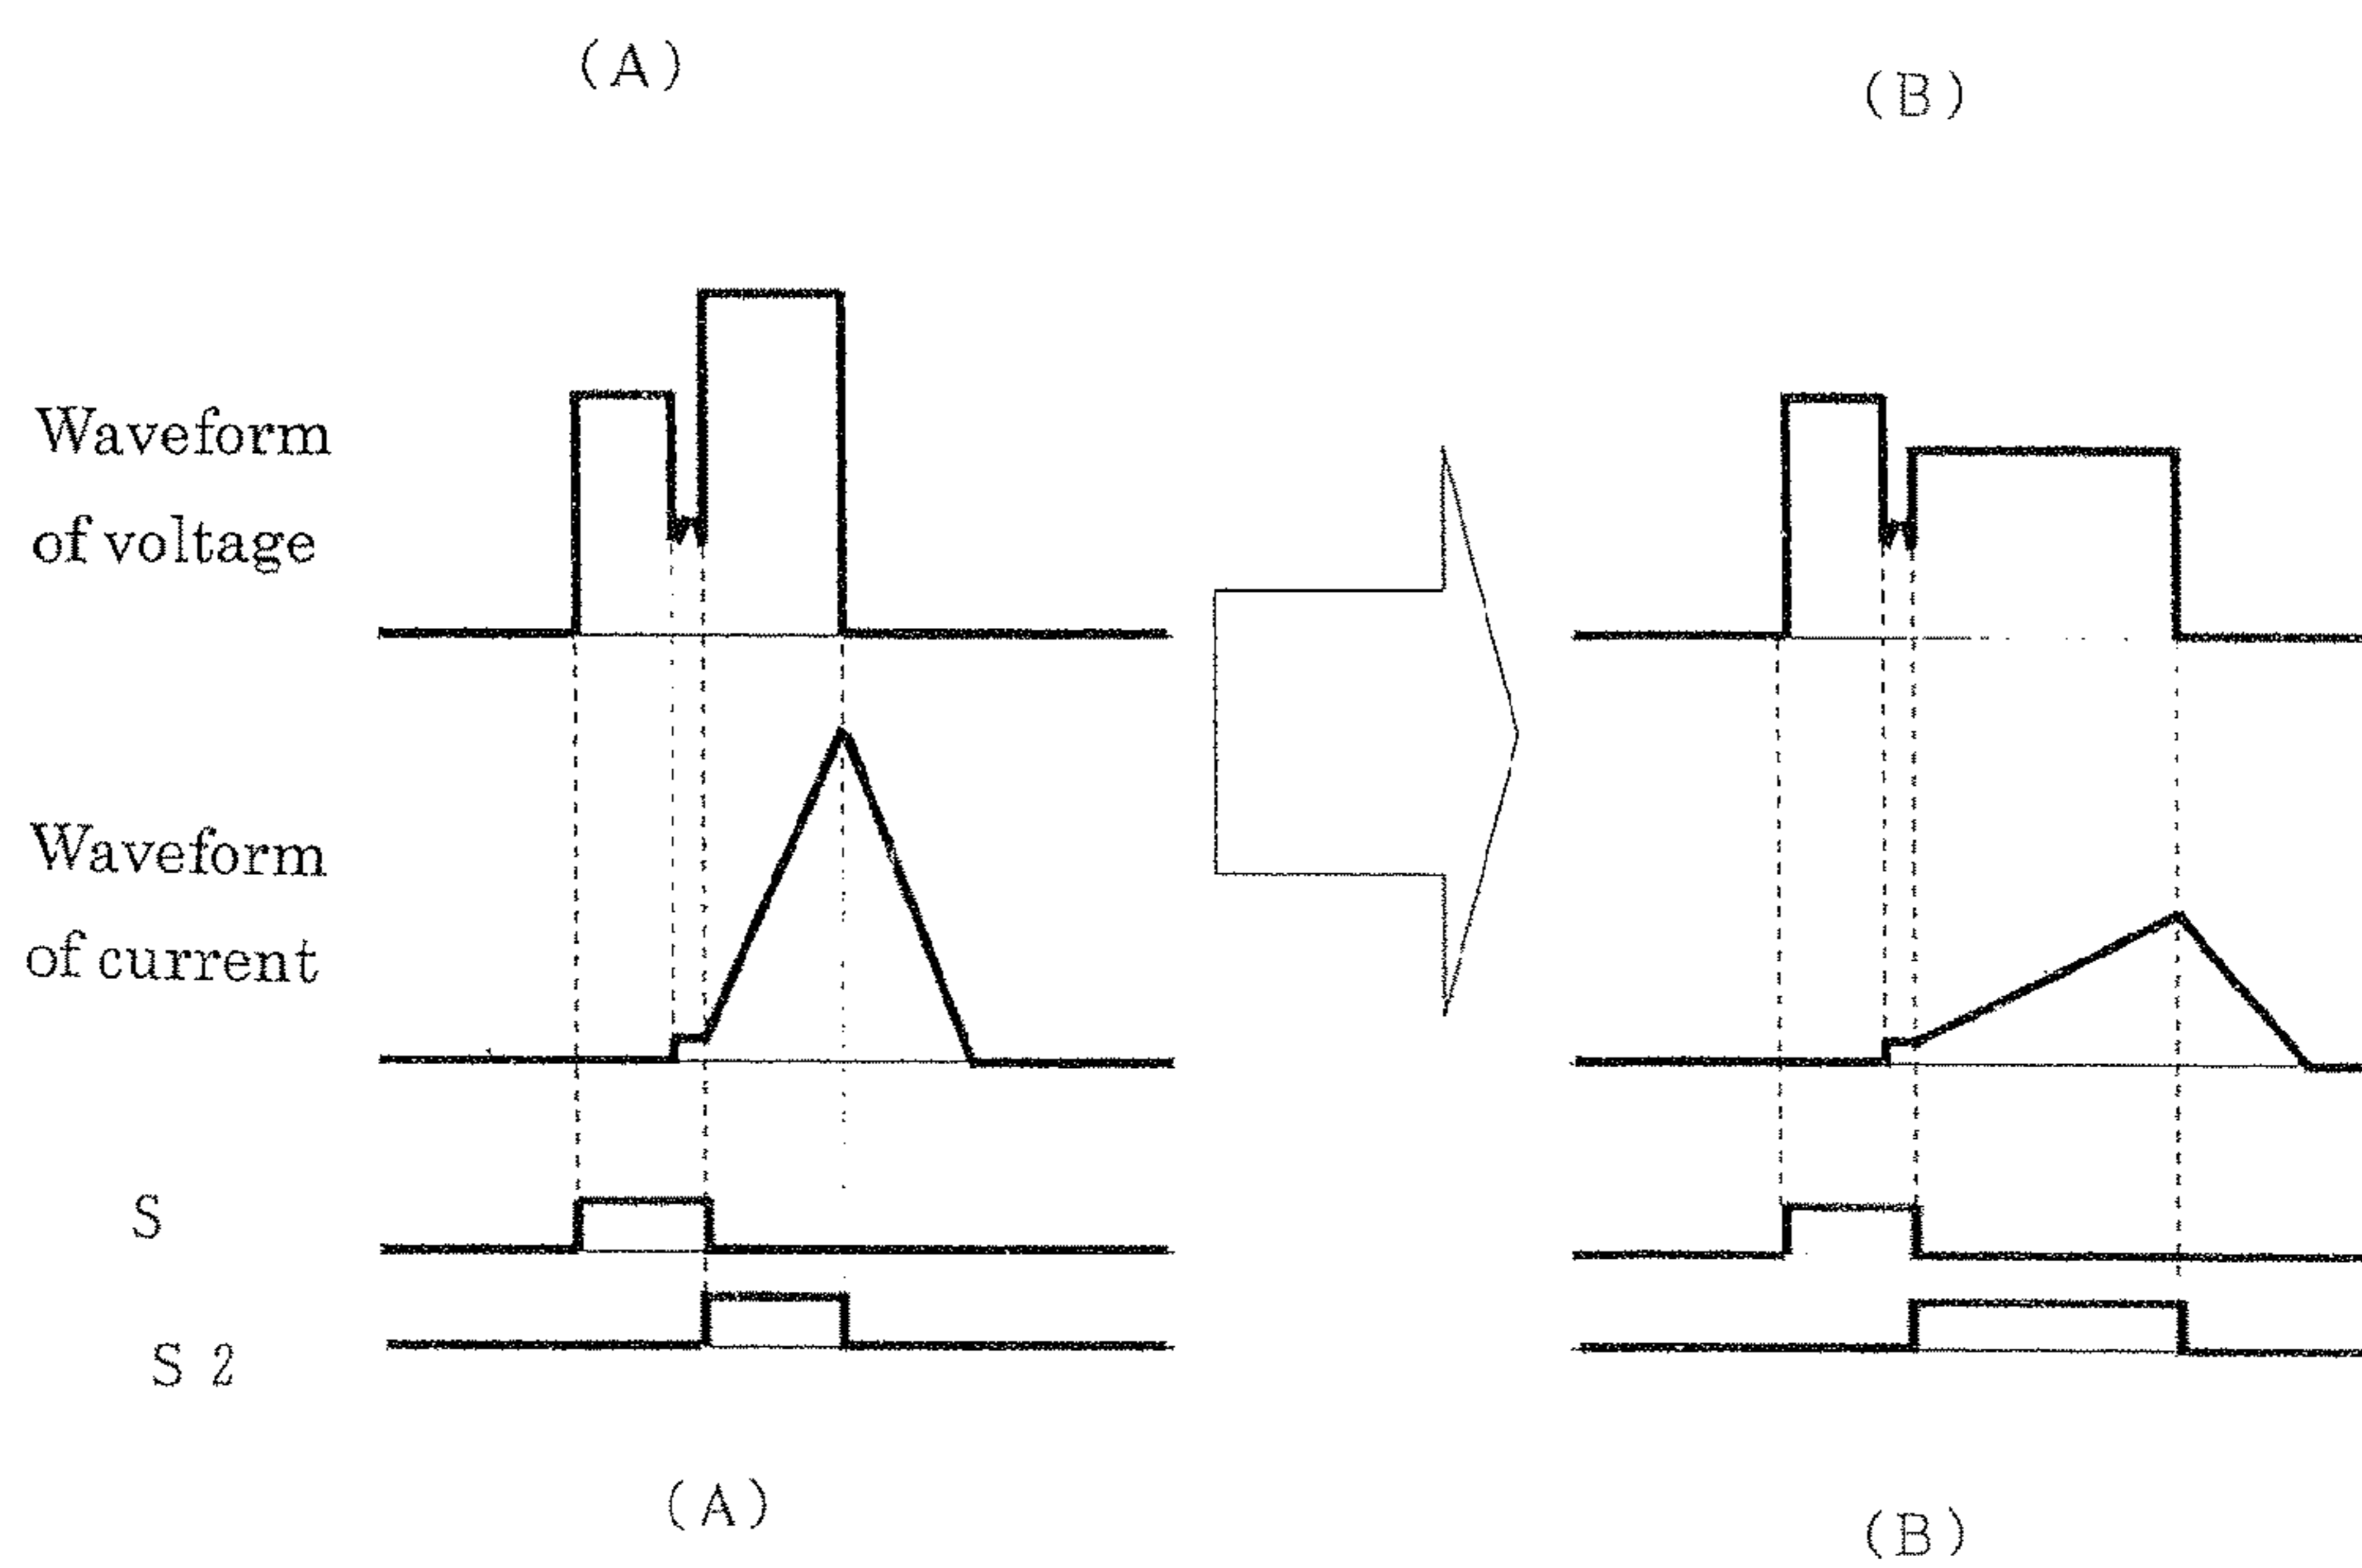 (A)
(B)
Waveform
of voltage
Waveform
of current
S
S 2
(A)
(B)